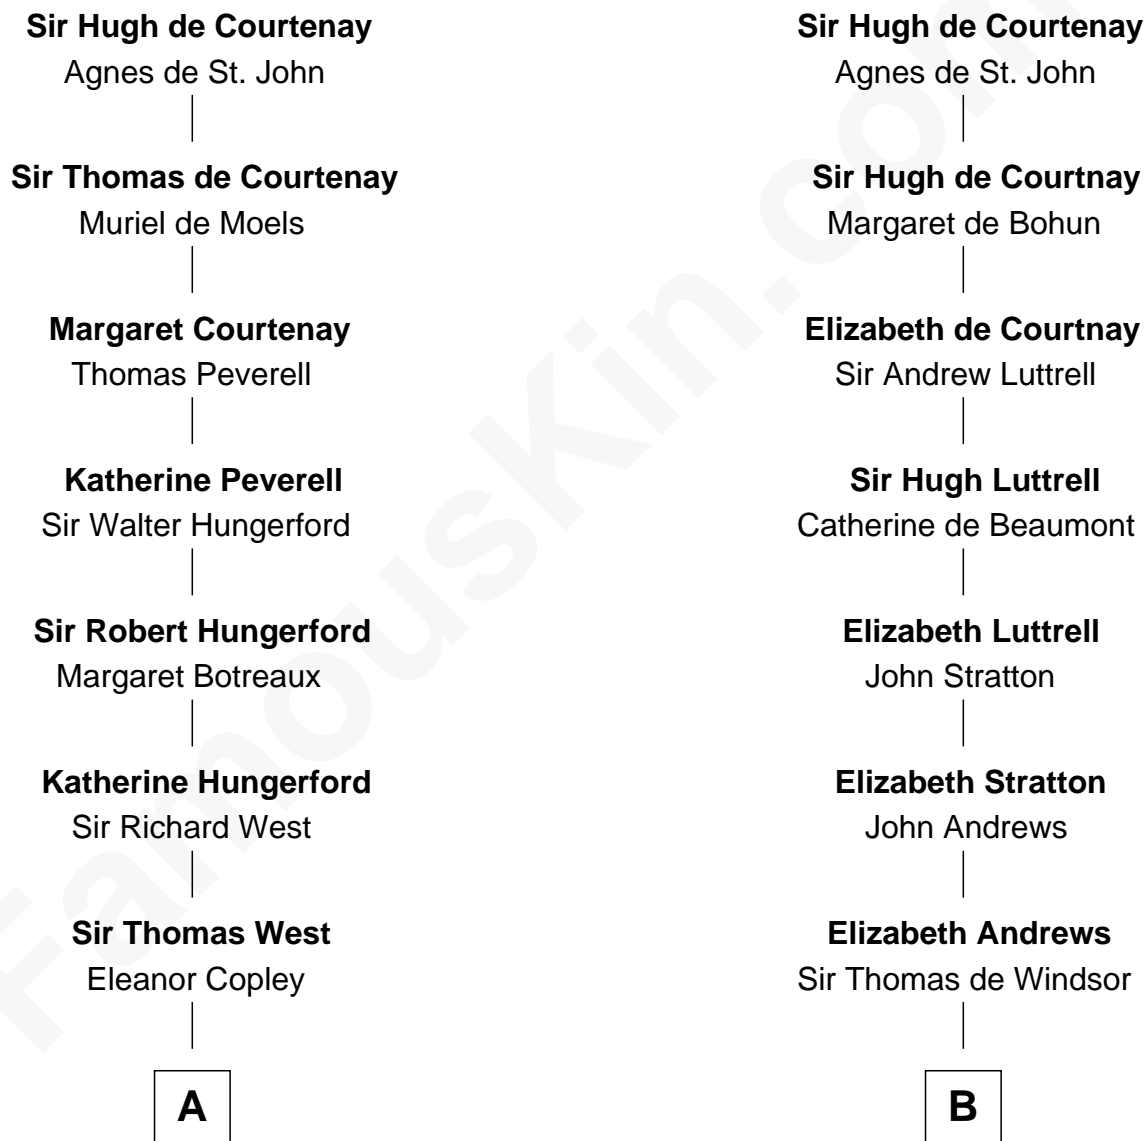 Sir Hugh de Courtenay
Agnes de St. John
Sir Thomas de Courtenay
Muriel de Moels
Margaret Courtenay
Thomas Peverell
Katherine Peverell
Sir Walter Hungerford
Sir Robert Hungerford
Margaret Botreaux
Katherine Hungerford
Sir Richard West
Sir Thomas West
Eleanor Copley
A
Sir Hugh de Courtenay
Agnes de St. John
Sir Hugh de Courtnay
Margaret de Bohun
Elizabeth de Courtnay
Sir Andrew Luttrell
Sir Hugh Luttrell
Catherine de Beaumont
Elizabeth Luttrell
John Stratton
Elizabeth Stratton
John Andrews
Elizabeth Andrews
Sir Thomas de Windsor
B
FamousKin.com